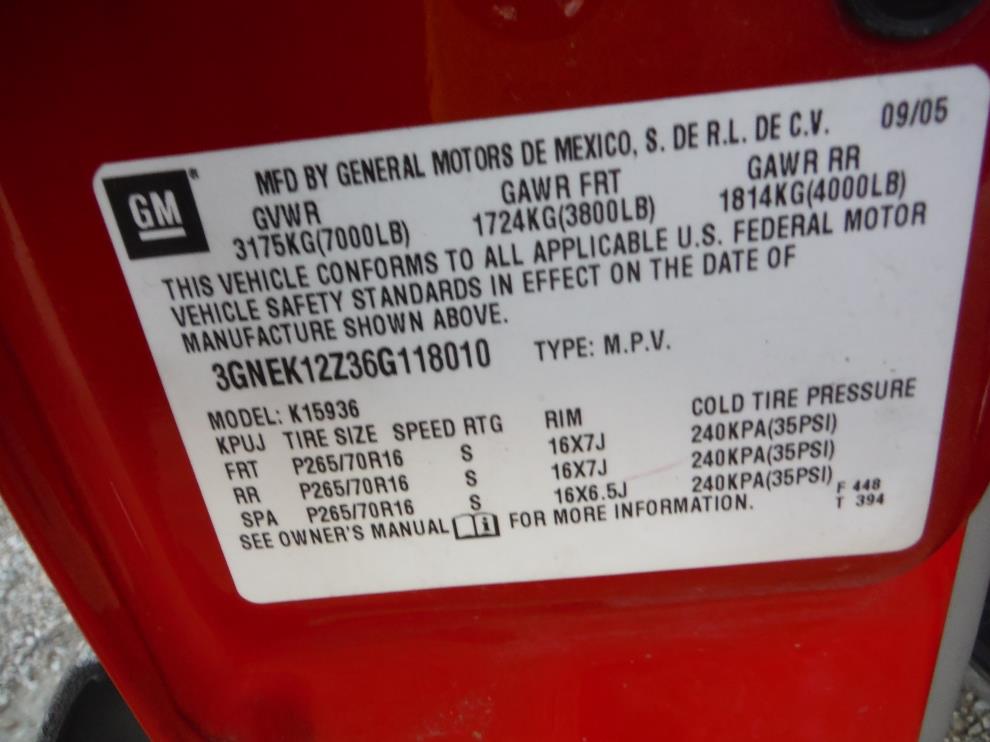 GM®
MFD BY GENERAL MOTORS DE MEXICO, S. DE R.L. DE C.V. 09/05
GVWR GAWR FRT GAWR RR
3175KG(7000LB) 1724KG(3800LB) 1814KG(4000LB)
THIS VEHICLE CONFORMS TO ALL APPLICABLE U.S. FEDERAL MOTOR
VEHICLE SAFETY STANDARDS IN EFFECT ON THE DATE OF
MANUFACTURE SHOWN ABOVE.
3GNEK12Z36G118010 TYPE: M.P.V.
MODEL: K15936
KPUJ TIRE SIZE SPEED RTG RIM COLD TIRE PRESSURE
FRT P265/70R16 S 16X7J 240KPA(35PSI)
RR P265/70R16 S 16X7J 240KPA(35PSI)
SPA P265/70R16 S 16X6.5J 240KPA(35PSI)
SEE OWNER'S MANUAL FOR MORE INFORMATION.
F 448
T 394